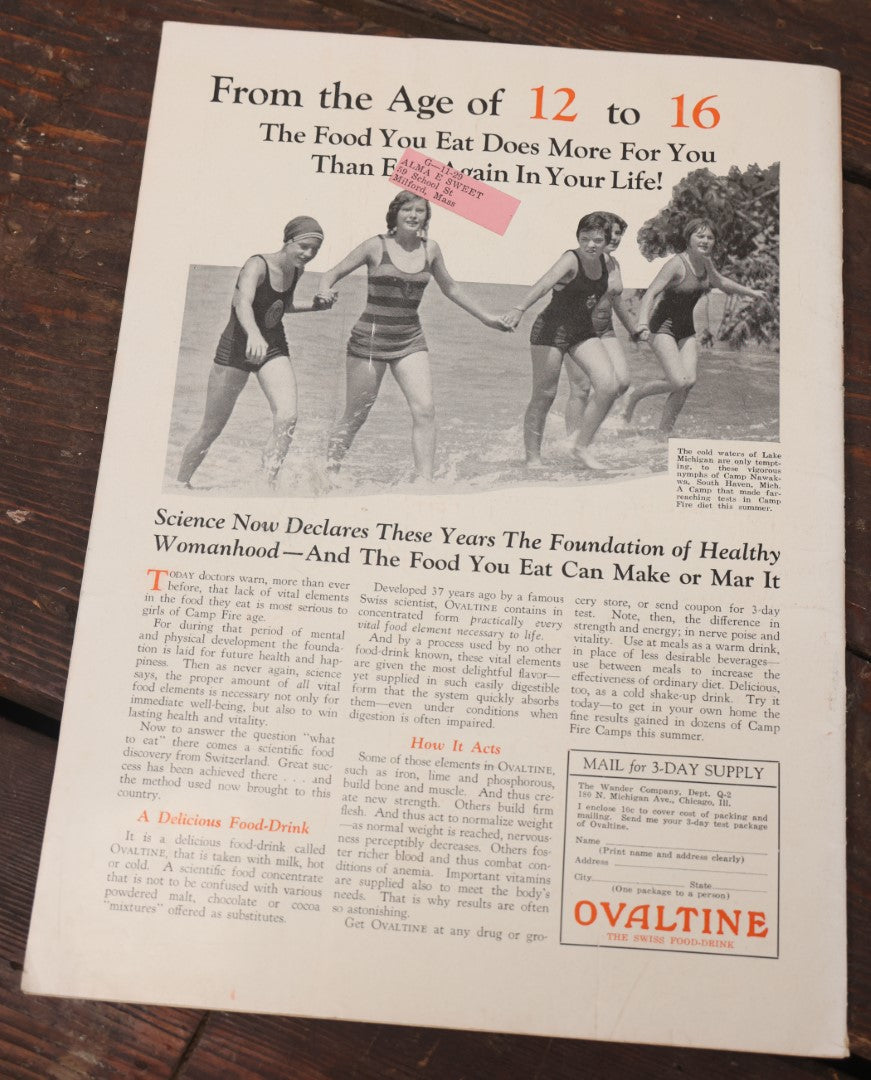 From the Age of 12 to 16
The Food You Eat Does More For You
Than E Again In Your Life!
G-11-29
ALMA E SWEET
59 School St
Milford, Mass
The cold waters of Lake
Michigan are only tempt-
ing, to these vigorous
nymphs of Camp Nawak-
wa, South Haven, Mich.
A Camp that made far-
reaching tests in Camp
Fire diet this summer.
Science Now Declares These Years The Foundation of Healthy
Womanhood—And The Food You Eat Can Make or Mar It
TODAY doctors warn, more than ever
before, that lack of vital elements
in the food they eat is most serious to
girls of Camp Fire age.
For during that period of mental
and physical development the founda-
tion is laid for future health and hap-
piness. Then as never again, science
says, the proper amount of all vital
food elements is necessary not only for
immediate well-being, but also to win
lasting health and vitality.
Now to answer the question "what
to eat" there comes a scientific food
discovery from Switzerland. Great suc-
cess has been achieved there . . . and
the method used now brought to this
country.
A Delicious Food-Drink
It is a delicious food-drink called
OVALTINE, that is taken with milk, hot
or cold. A scientific food concentrate
that is not to be confused with various
powdered malt, chocolate or cocoa
"mixtures" offered as substitutes.
Developed 37 years ago by a famous
Swiss scientist, OVALTINE contains in
concentrated form practically every
vital food element necessary to life.
And by a process used by no other
food-drink known, these vital elements
are given the most delightful flavor—
yet supplied in such easily digestible
form that the system quickly absorbs
them—even under conditions when
digestion is often impaired.
How It Acts
Some of those elements in OVALTINE,
such as iron, lime and phosphorous,
build bone and muscle. And thus cre-
ate new strength. Others build firm
flesh. And thus act to normalize weight
—as normal weight is reached, nervous-
ness perceptibly decreases. Others fos-
ter richer blood and thus combat con-
ditions of anemia. Important vitamins
are supplied also to meet the body's
needs. That is why results are often
so astonishing.
Get OVALTINE at any drug or gro-
cery store, or send coupon for 3-day
test. Note, then, the difference in
strength and energy; in nerve poise and
vitality. Use at meals as a warm drink,
in place of less desirable beverages—
use between meals to increase the
effectiveness of ordinary diet. Delicious,
too, as a cold shake-up drink. Try it
today—to get in your own home the
fine results gained in dozens of Camp
Fire Camps this summer.
MAIL for 3-DAY SUPPLY
The Wander Company, Dept. Q-2
180 N. Michigan Ave., Chicago, Ill.
I enclose 10c to cover cost of packing and
mailing. Send me your 3-day test package
of Ovaltine.
Name
(Print name and address clearly)
Address
City State
(One package to a person)
OVALTINE
THE SWISS FOOD-DRINK